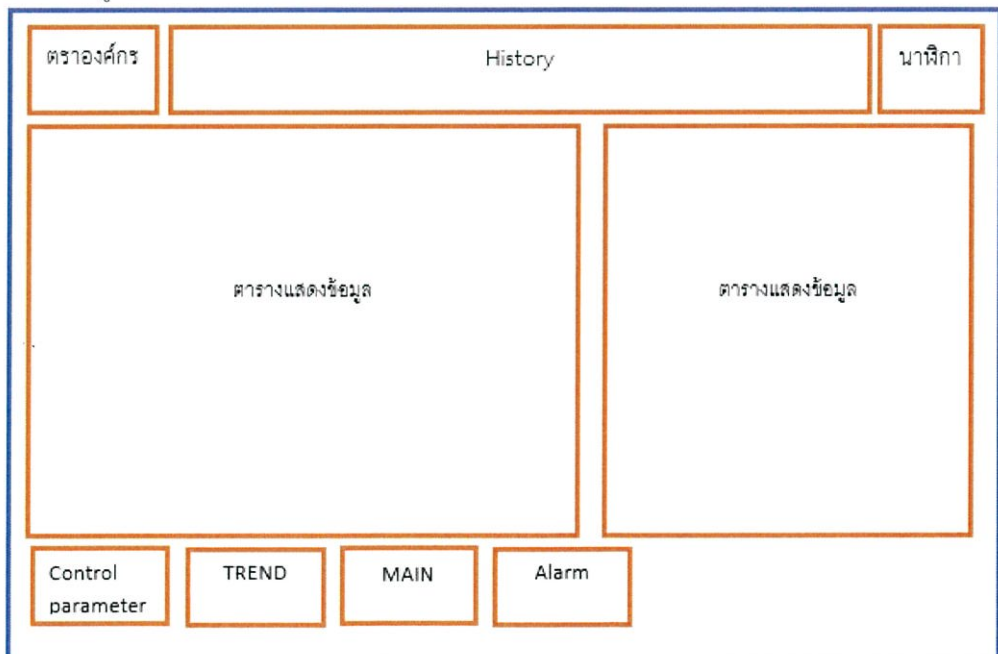 ตราองค์กร
History
นาฬิกา
ตารางแสดงข้อมูล
ตารางแสดงข้อมูล
Control
parameter
TREND
MAIN
Alarm